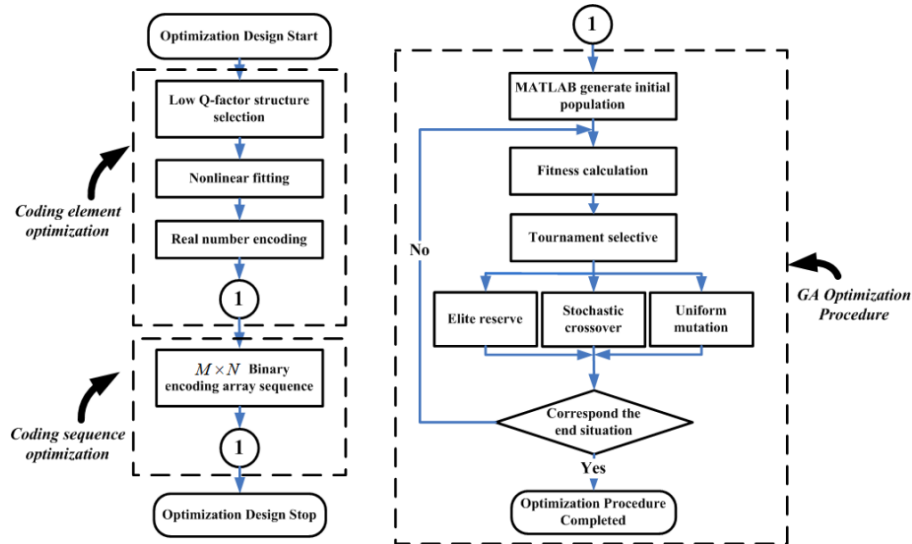 Optimization Design Start
Low Q-factor structure
selection
Nonlinear fitting
Real number encoding
1
Coding element
optimization
M × N Binary
encoding array sequence
1
Coding sequence
optimization
Optimization Design Stop
1
MATLAB generate initial
population
Fitness calculation
Tournament selective
No
Elite reserve
Stochastic
crossover
Uniform
mutation
GA Optimization
Procedure
Correspond the
end situation
Yes
Optimization Procedure
Completed